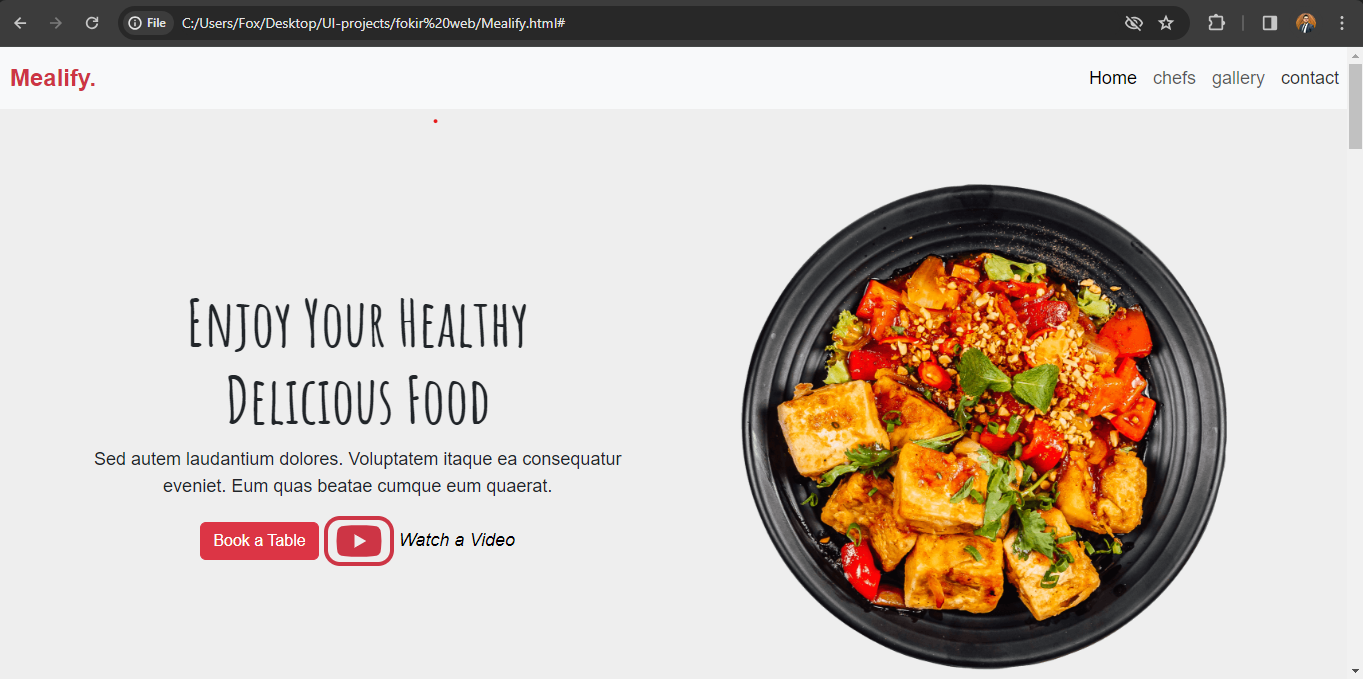 File C:/Users/Fox/Desktop/UI-projects/fokir%20web/Mealify.html#
Mealify.
Home chefs gallery contact
Enjoy Your Healthy
Delicious Food
Sed autem laudantium dolores. Voluptatem itaque ea consequatur
eveniet. Eum quas beatae cumque eum quaerat.
Book a Table Watch a Video